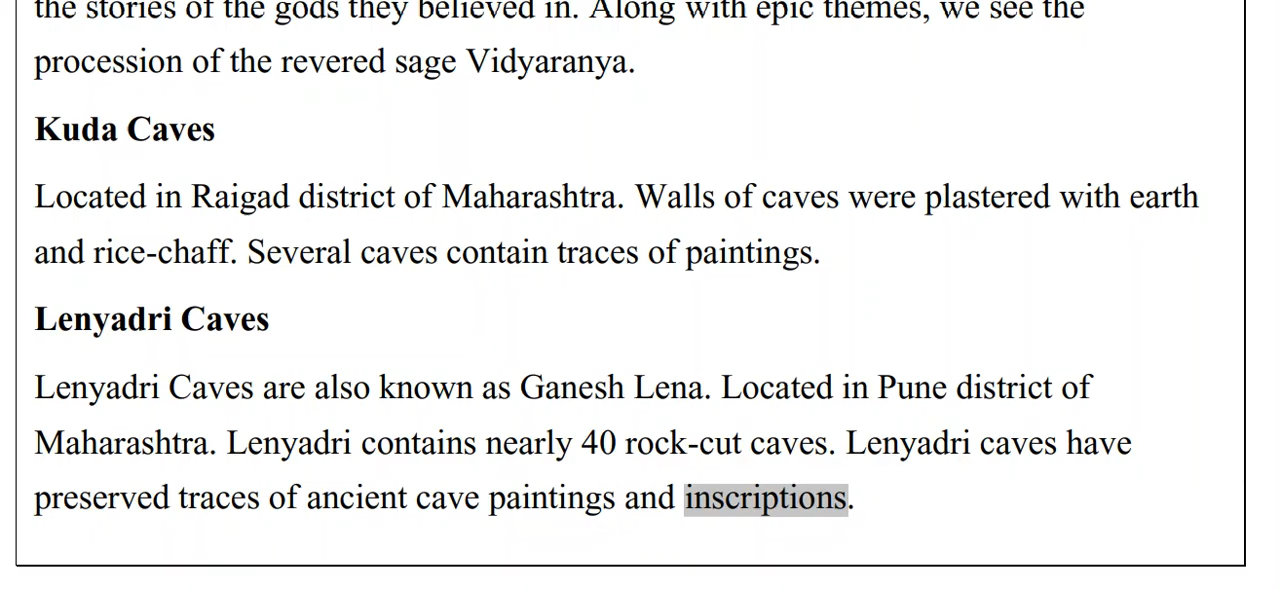 the stories of the gods they believed in. Along with epic themes, we see the
procession of the revered sage Vidyaranya.
Kuda Caves
Located in Raigad district of Maharashtra. Walls of caves were plastered with earth
and rice-chaff. Several caves contain traces of paintings.
Lenyadri Caves
Lenyadri Caves are also known as Ganesh Lena. Located in Pune district of
Maharashtra. Lenyadri contains nearly 40 rock-cut caves. Lenyadri caves have
preserved traces of ancient cave paintings and inscriptions.